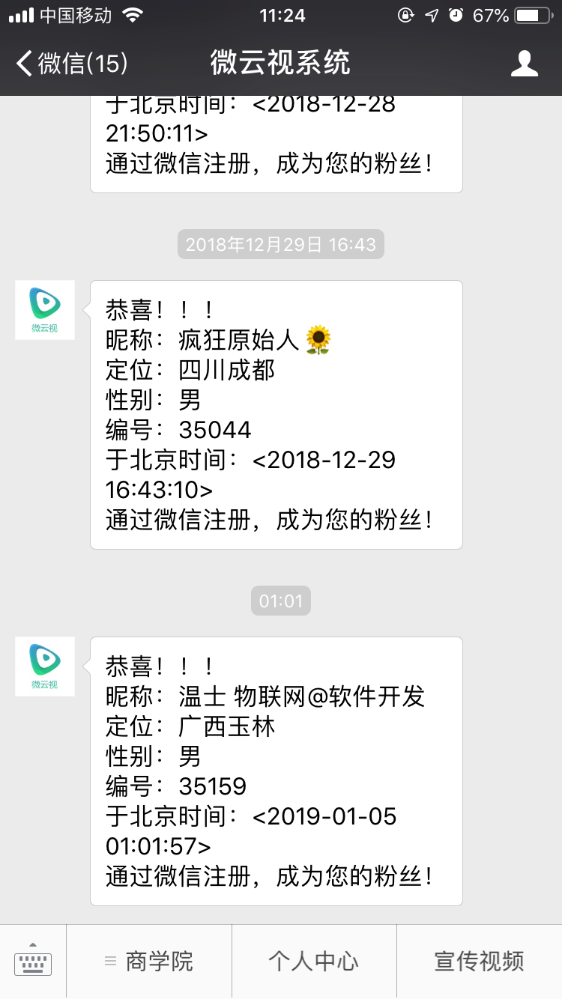 中国移动 11:24 67%
微信(15) 微云视系统
于北京时间：<2018-12-28
21:50:11>
通过微信注册，成为您的粉丝！
2018年12月29日 16:43
微云视
恭喜！！！
昵称：疯狂原始人🌻
定位：四川成都
性别：男
编号：35044
于北京时间：<2018-12-29
16:43:10>
通过微信注册，成为您的粉丝！
01:01
微云视
恭喜！！！
昵称：温士 物联网@软件开发
定位：广西玉林
性别：男
编号：35159
于北京时间：<2019-01-05
01:01:57>
通过微信注册，成为您的粉丝！
商学院 个人中心 宣传视频